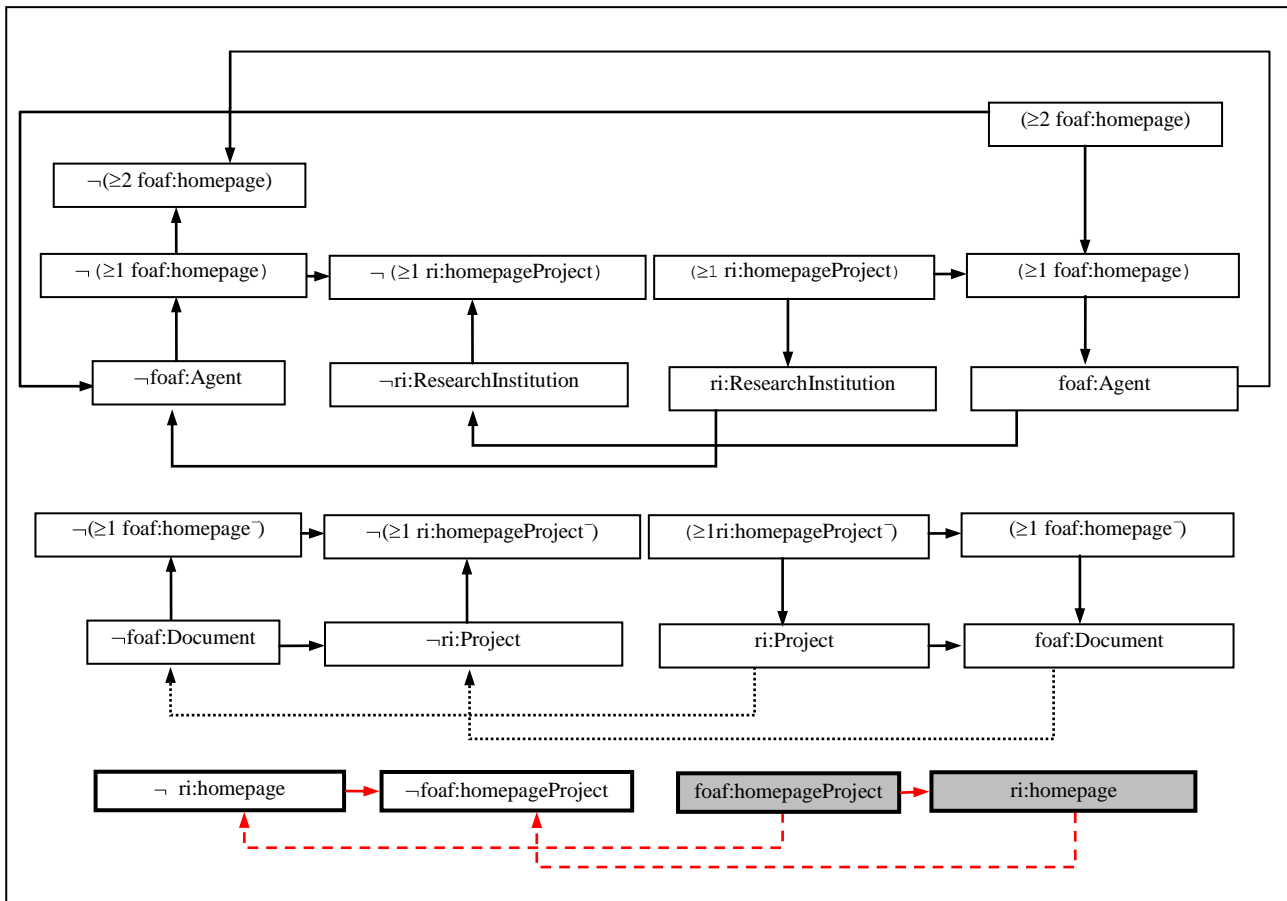 (≥2 foaf:homepage)
¬(≥2 foaf:homepage)
¬ (≥1 foaf:homepage)
¬ (≥1 ri:homepageProject)
(≥1 ri:homepageProject)
(≥1 foaf:homepage)
¬foaf:Agent
¬ri:ResearchInstitution
ri:ResearchInstitution
foaf:Agent
¬(≥1 foaf:homepage⁻)
¬(≥1 ri:homepageProject⁻)
(≥1ri:homepageProject⁻)
(≥1 foaf:homepage⁻)
¬foaf:Document
¬ri:Project
ri:Project
foaf:Document
¬ ri:homepage
¬foaf:homepageProject
foaf:homepageProject
ri:homepage